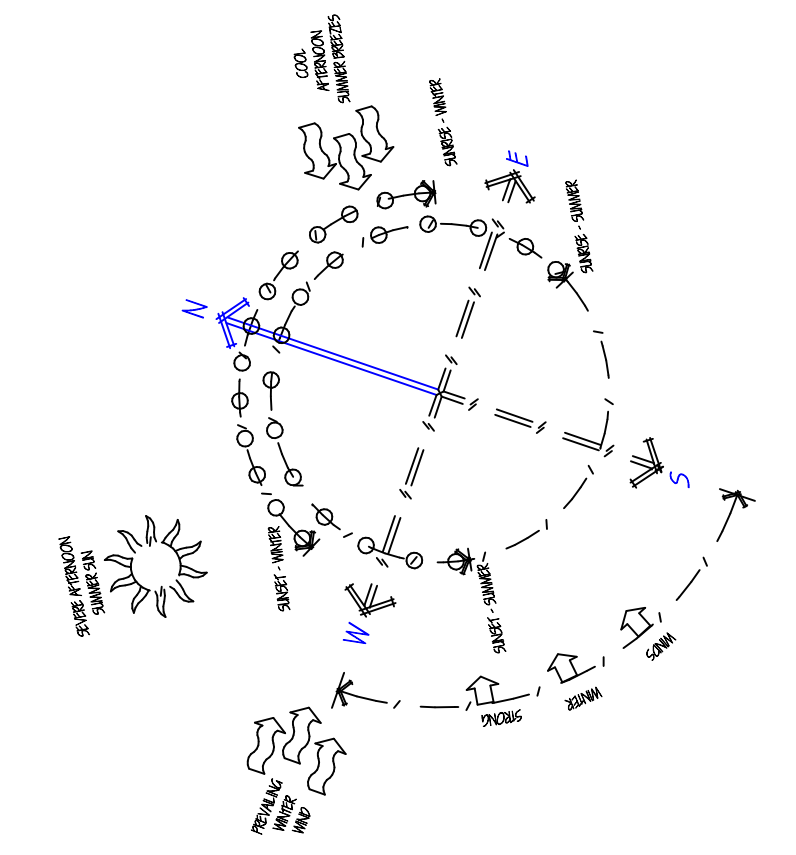 COOL
AFTERNOON
SUMMER BREEZES
SUNRISE - WINTER
E
SUNRISE - SUMMER
N
S
SEVERE AFTERNOON
SUMMER SUN
SUNSET - WINTER
SUNSET - SUMMER
W
STRONG
WINTER
WINDS
PREVAILING
WINTER
WIND